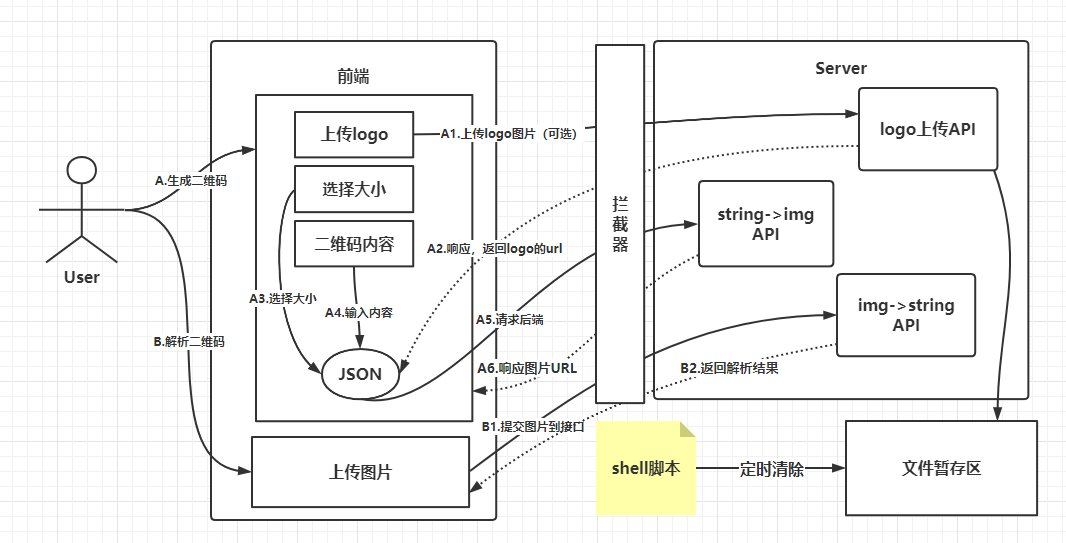 前端
Server
上传logo
A1.上传logo图片（可选）
logo上传API
A.生成二维码
选择大小
拦
截
器
string->img
API
二维码内容
A2.响应，返回logo的url
User
A3.选择大小
A4.输入内容
A5.请求后端
img->string
API
B.解析二维码
JSON
A6.响应图片URL
B2.返回解析结果
B1.提交图片到接口
上传图片
shell脚本
定时清除
文件暂存区